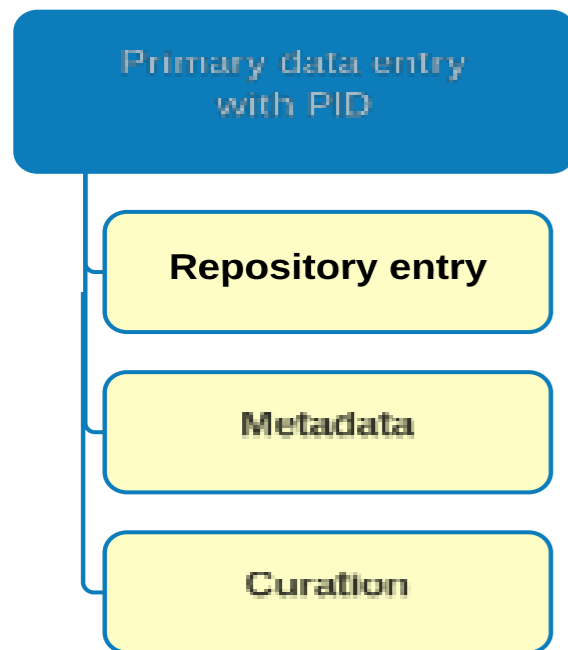 Primary data entry
with PID
Repository entry
Metadata
Curation